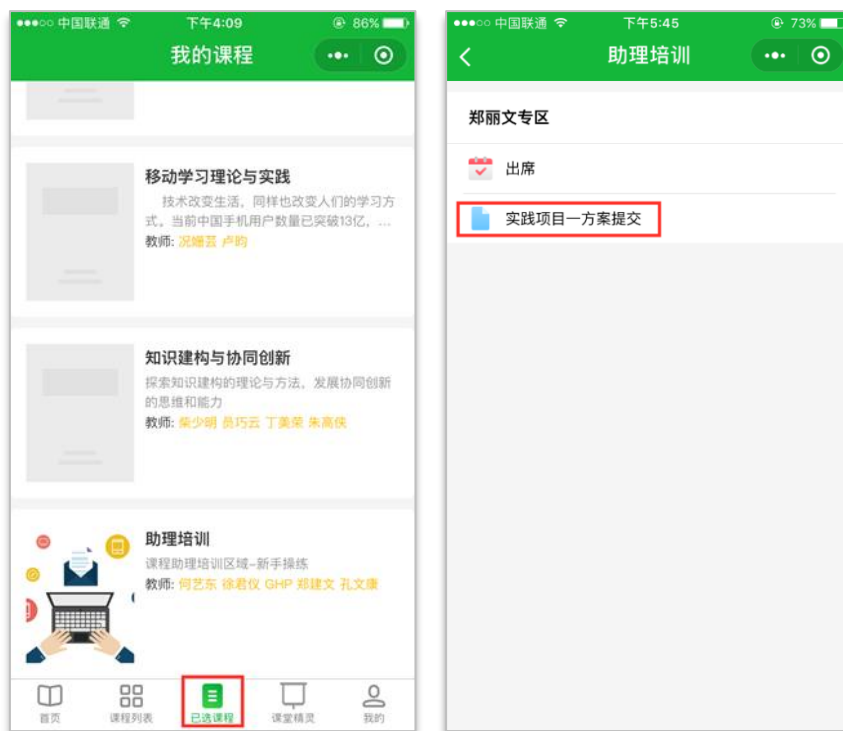 中国联通 下午4:09 86%
我的课程
移动学习理论与实践
技术改变生活，同样也改变人们的学习方
式。当前中国手机用户数量已突破13亿，...
教师: 况姗芸 卢昀
知识建构与协同创新
探索知识建构的理论与方法，发展协同创新
的思维和能力
教师: 柴少明 员巧云 丁美荣 朱高侠
助理培训
课程助理培训区域-新手操练
教师: 何艺东 徐君仪 GHP 郑建文 孔文康
首页 课程列表 已选课程 课堂精灵 我的
中国联通 下午5:45 73%
助理培训
郑丽文专区
出席
实践项目一方案提交